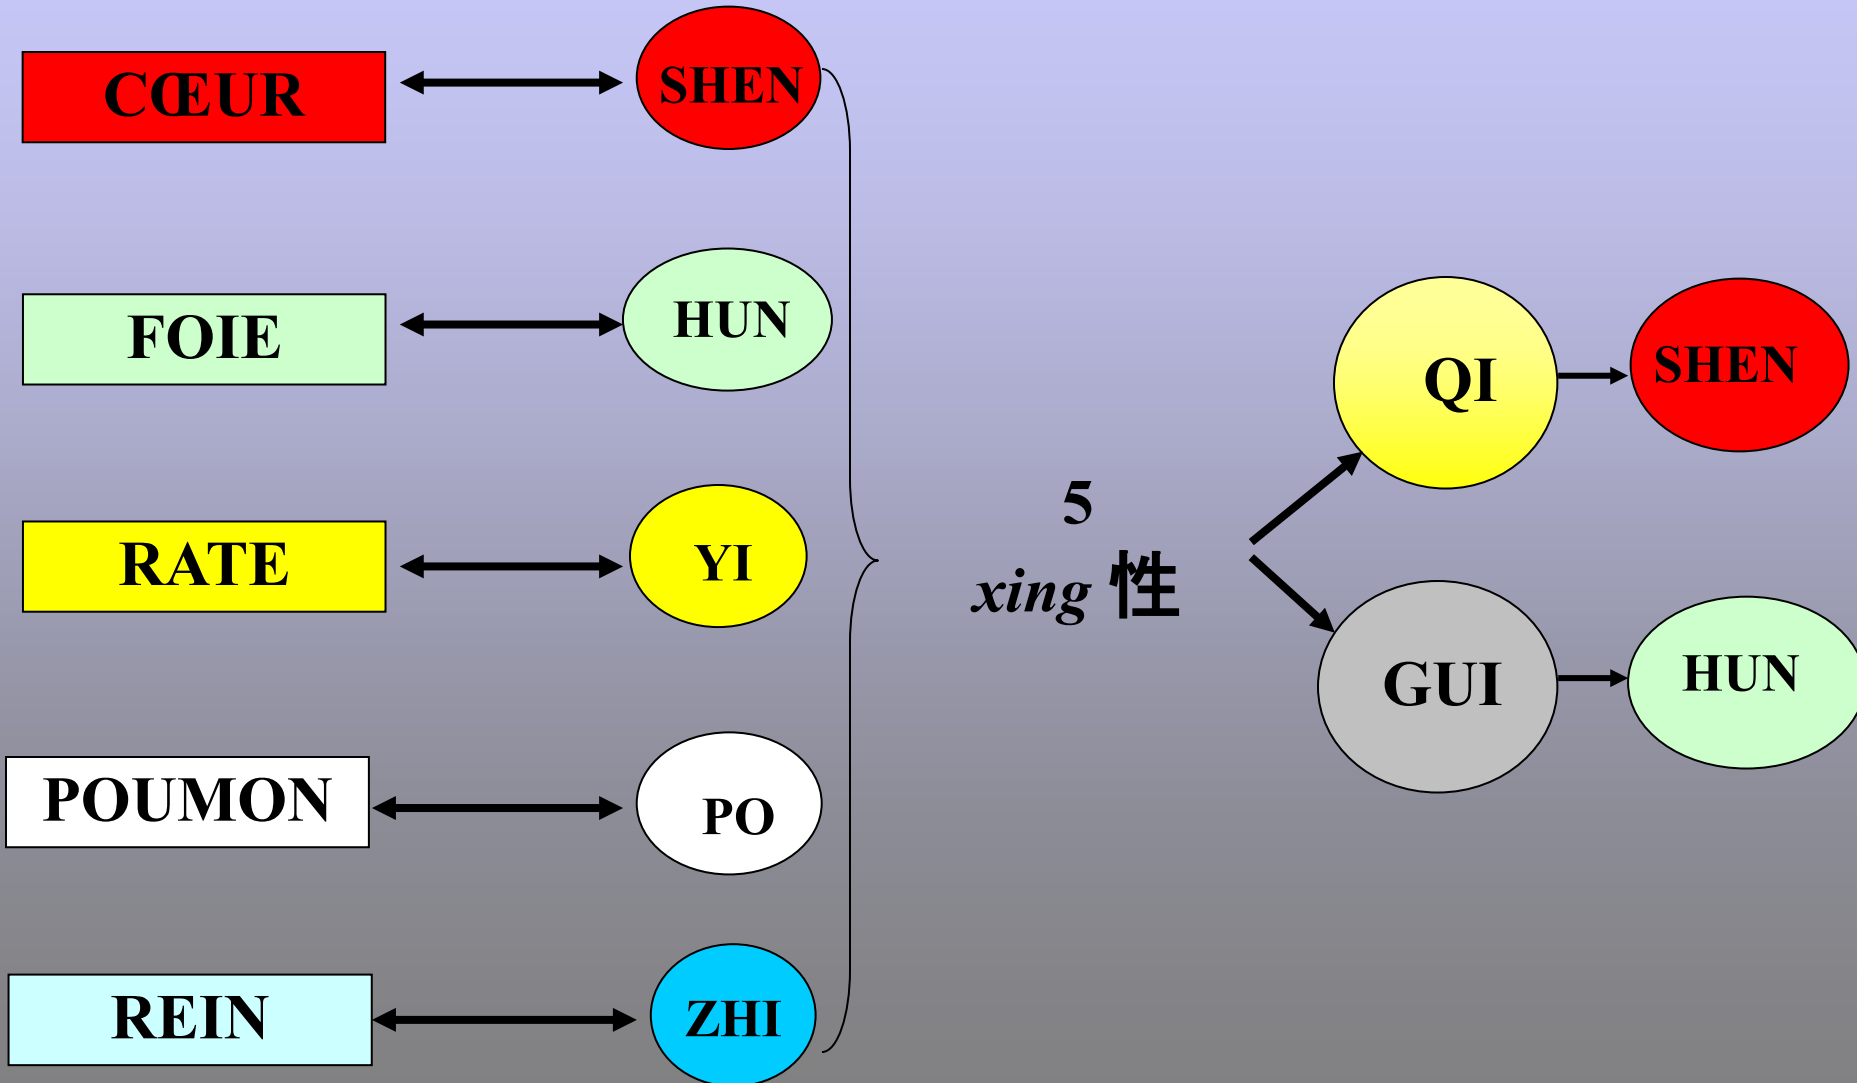 CŒUR
SHEN
FOIE
HUN
RATE
YI
POUMON
PO
REIN
ZHI
5
xing 性
QI
SHEN
GUI
HUN